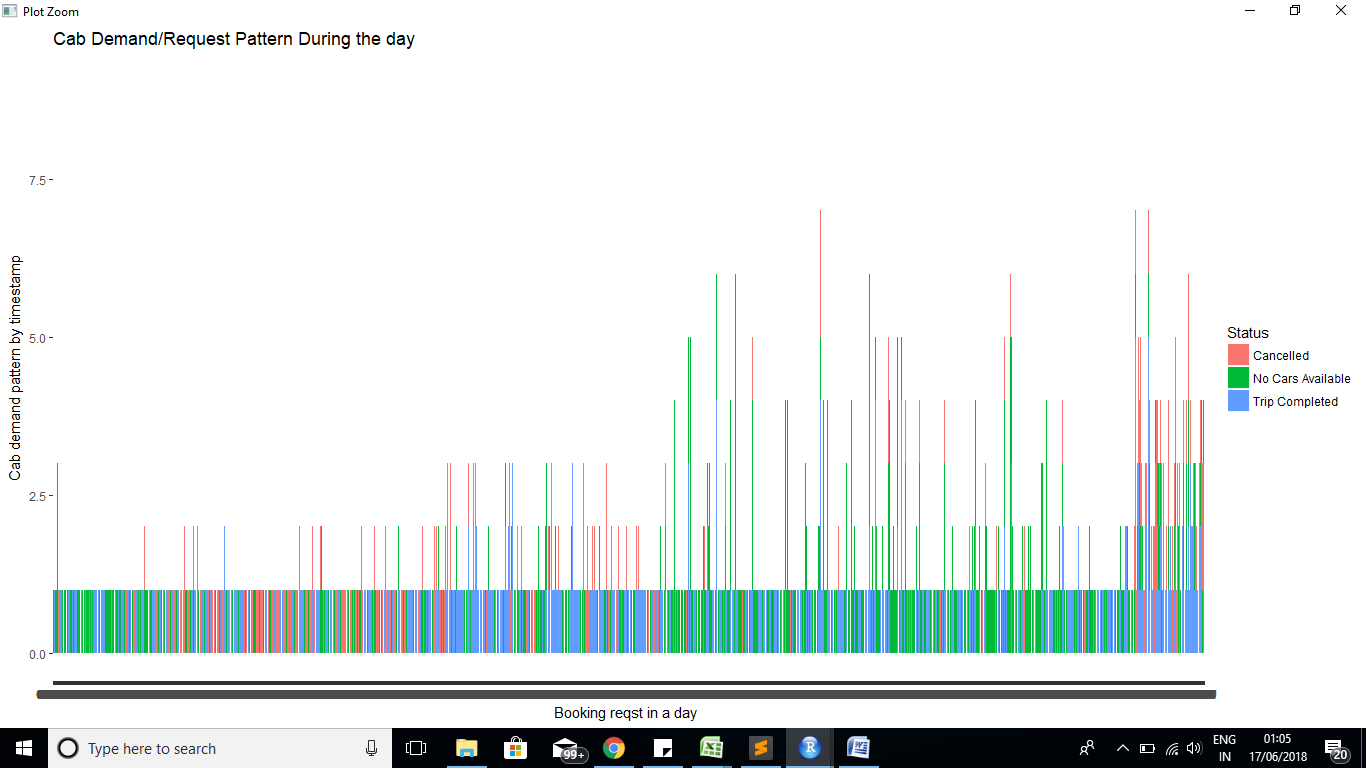 Plot Zoom
Cab Demand/Request Pattern During the day
Cab demand pattern by timestamp
7.5
5.0
2.5
0.0
Booking reqst in a day
Status
Cancelled
No Cars Available
Trip Completed
Type here to search
99+
ENG
IN
01:05
17/06/2018
20